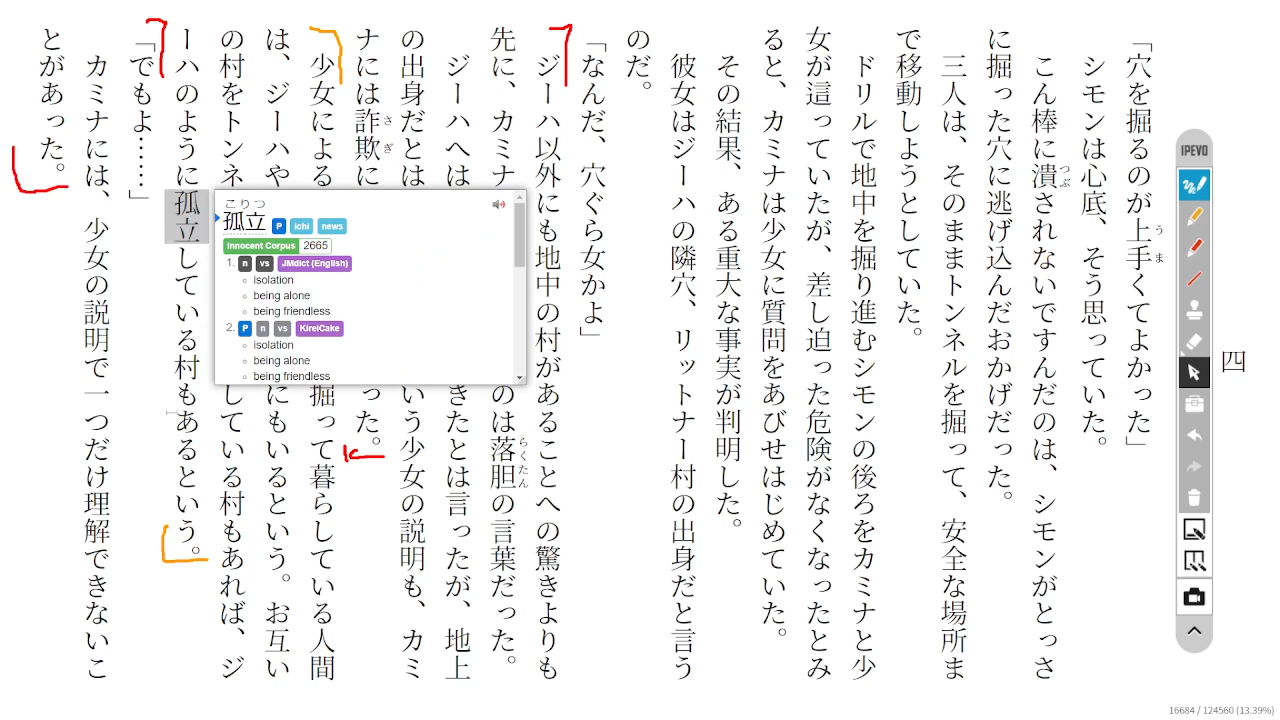 四
「穴を掘るのが上手くてよかった」
うま
シモンは心底、そう思っていた。
こん棒に潰されないですんだのは、シモンがとっさ
つぶ
に掘った穴に逃げ込んだおかげだった。
三人は、そのままトンネルを掘って、安全な場所ま
で移動しようとしていた。
ドリルで地中を掘り進むシモンの後ろをカミナと少
女が這っていたが、差し迫った危険がなくなったとみ
ると、カミナは少女に質問をあびせはじめていた。
その結果、ある重大な事実が判明した。
彼女はジーハの隣穴、リットナー村の出身だと言う
のだ。
「なんだ、穴ぐら女かよ」
ジーハ以外にも地中の村があることへの驚きよりも
先に、カミナ
のは落胆の言葉だった。
らくたん
ジーハへは
きたとは言ったが、地上
の出身だとは
いう少女の説明も、カミ
ナには詐欺に
さぎ
った。
少女による
掘って暮らしている人間
は、ジーハや
にもいるという。お互い
の村をトンネ
している村もあれば、ジ
ーハのように孤立している村もあるという。
「でもよ……」
カミナには、少女の説明で一つだけ理解できないこ
とがあった。
こりつ
孤立 P ichi news
Innocent Corpus 2665
1. n vs JMdict (English)
isolation
being alone
being friendless
2. P n vs KireiCake
isolation
being alone
being friendless
IPEVO
16684 / 124560 (13.39%)